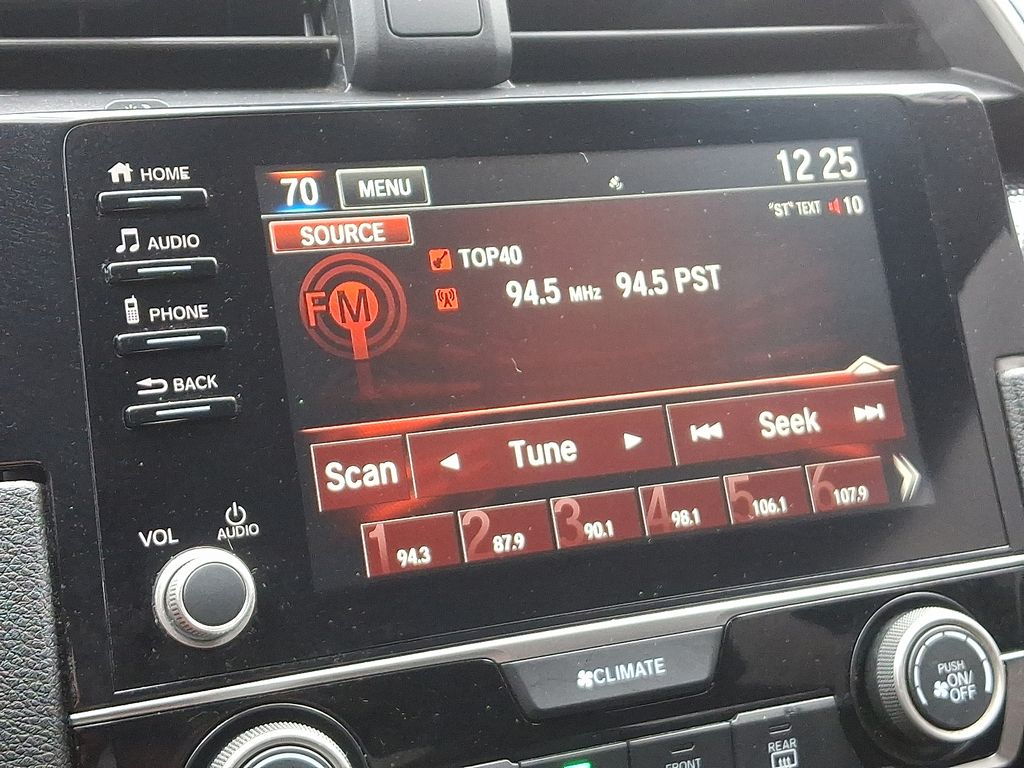 HOME
AUDIO
PHONE
BACK
VOL
AUDIO
70 MENU 12 25
SOURCE "ST" TEXT 10
FM
TOP40
94.5 MHz 94.5 PST
Scan Tune Seek
1 94.3 2 87.9 3 90.1 4 98.1 5 106.1 6 107.9
CLIMATE
PUSH
ON/
OFF
FRONT
REAR